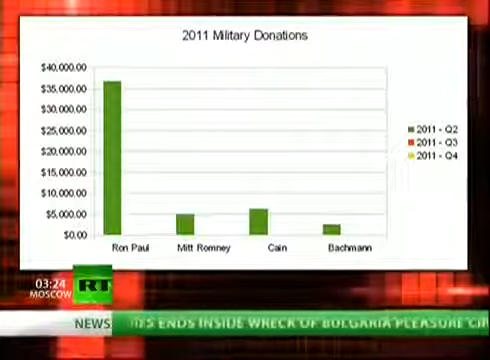 2011 Military Donations
$40,000.00
$35,000.00
$30,000.00
$25,000.00
$20,000.00
$15,000.00
$10,000.00
$5,000.00
$0.00
Ron Paul
Mitt Romney
Cain
Bachmann
2011 - Q2
2011 - Q3
2011 - Q4
03:24
MOSCOW
RT
NEWS
ENDS INSIDE WRECK OF BULGARIA PLEASURE